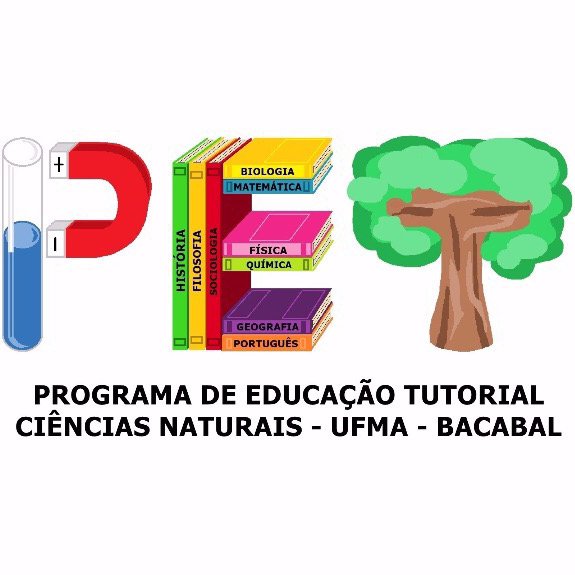 +
I
HISTÓRIA
FILOSOFIA
SOCIOLOGIA
BIOLOGIA
MATEMÁTICA
FÍSICA
QUÍMICA
GEOGRAFIA
PORTUGUÊS
PROGRAMA DE EDUCAÇÃO TUTORIAL
CIÊNCIAS NATURAIS - UFMA - BACABAL